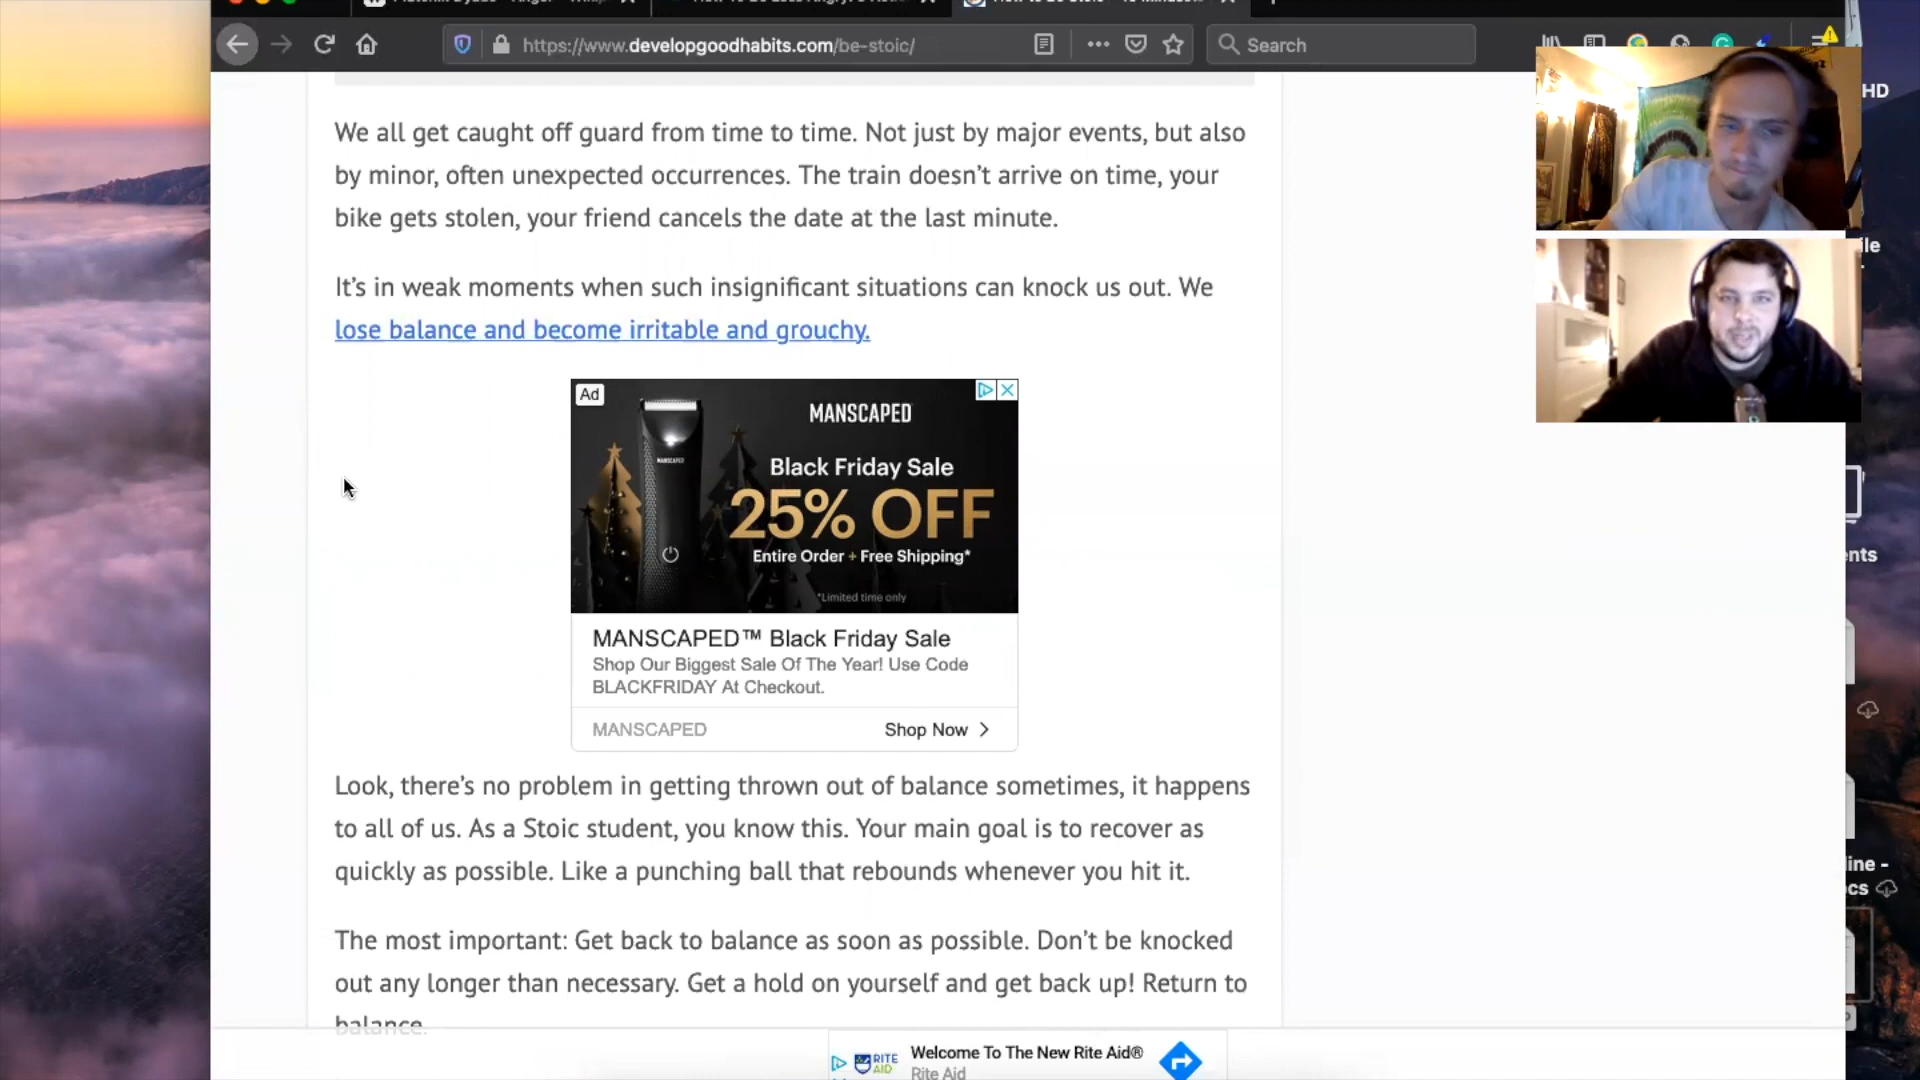 https://www.developgoodhabits.com/be-stoic/
Search
HD
We all get caught off guard from time to time. Not just by major events, but also
by minor, often unexpected occurrences. The train doesn't arrive on time, your
bike gets stolen, your friend cancels the date at the last minute.
It's in weak moments when such insignificant situations can knock us out. We
lose balance and become irritable and grouchy.
Ad
MANSCAPED
MANSCAPED
Black Friday Sale
25% OFF
Entire Order + Free Shipping*
*Limited time only
MANSCAPED™ Black Friday Sale
Shop Our Biggest Sale Of The Year! Use Code
BLACKFRIDAY At Checkout.
MANSCAPED
Shop Now
Look, there's no problem in getting thrown out of balance sometimes, it happens
to all of us. As a Stoic student, you know this. Your main goal is to recover as
quickly as possible. Like a punching ball that rebounds whenever you hit it.
The most important: Get back to balance as soon as possible. Don't be knocked
out any longer than necessary. Get a hold on yourself and get back up! Return to
balance.
RITE AID
Welcome To The New Rite Aid®
Rite Aid